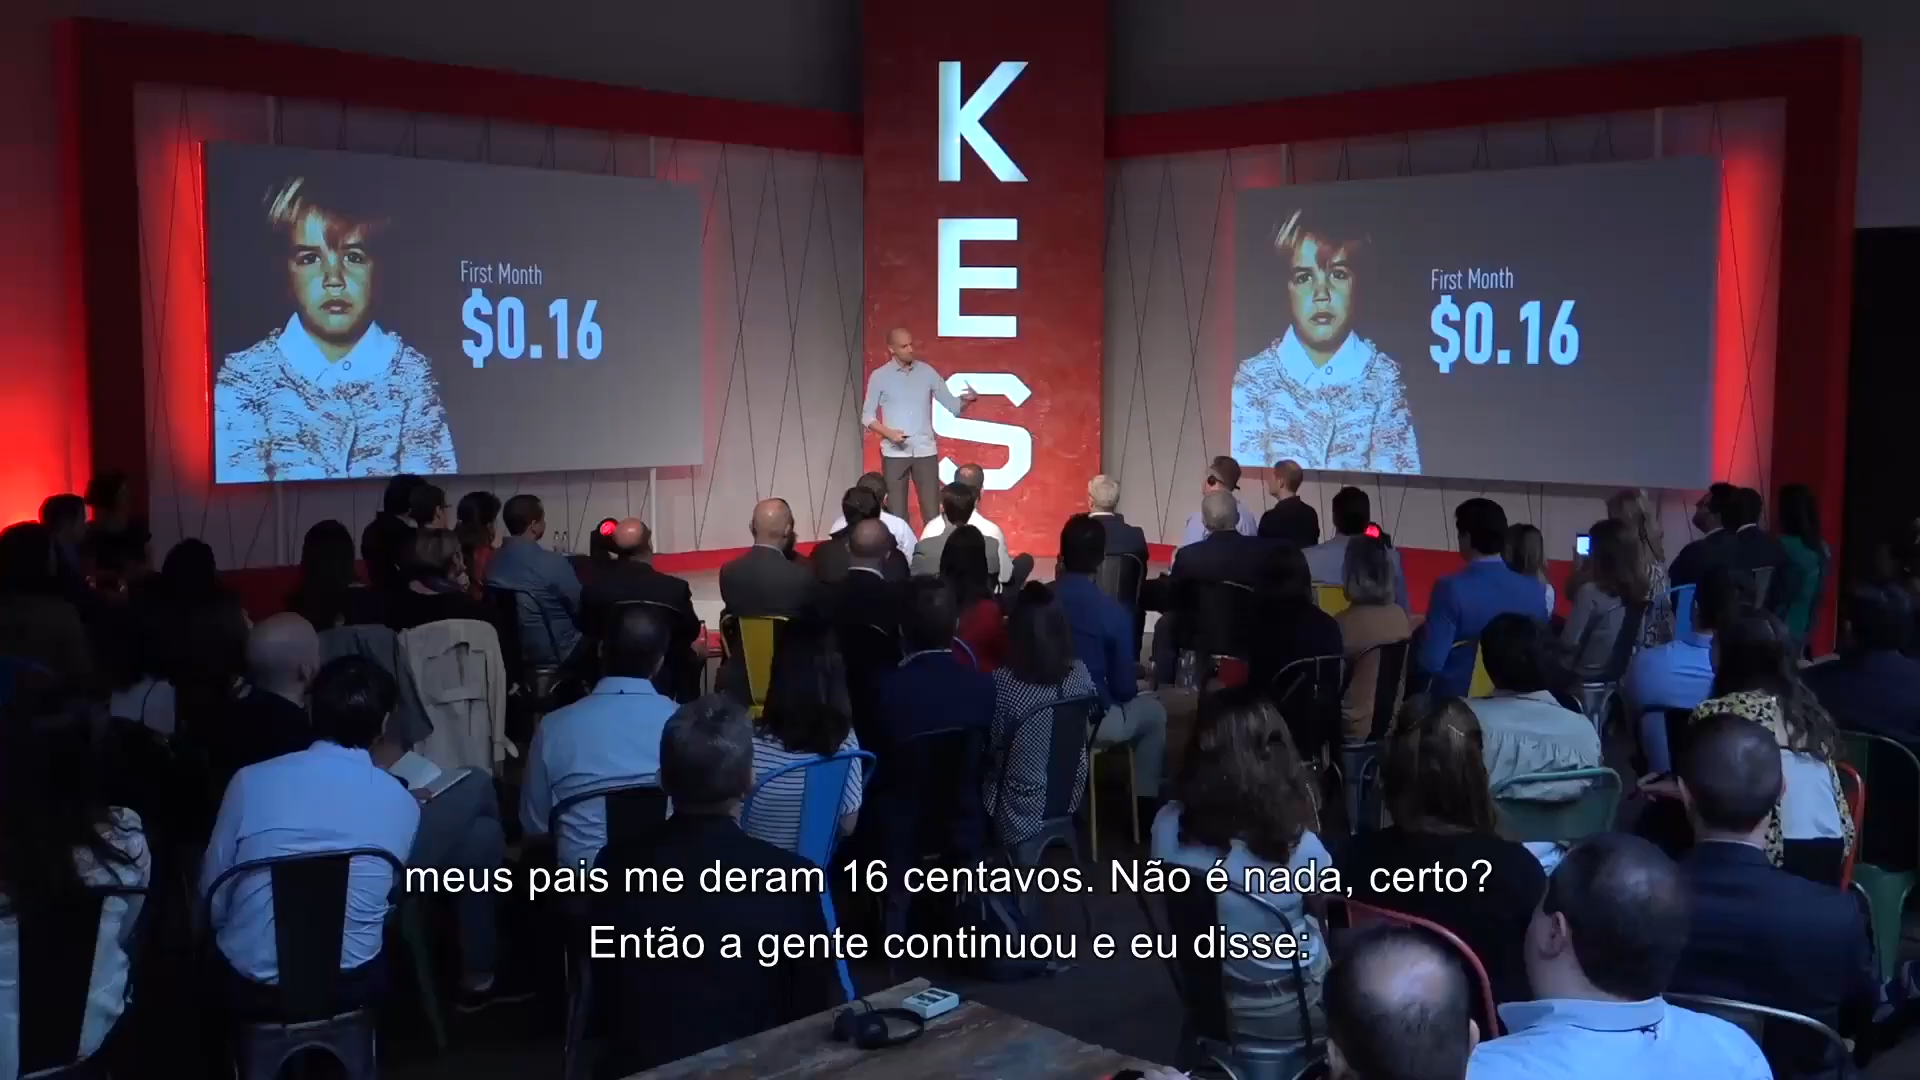 KES
First Month
$0.16
First Month
$0.16
meus pais me deram 16 centavos. Não é nada, certo?
Então a gente continuou e eu disse: